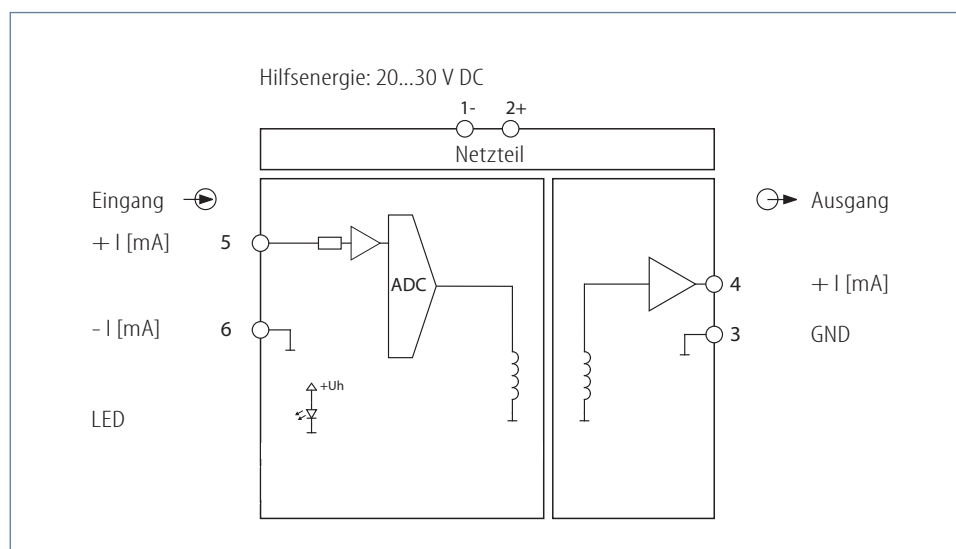 Hilfsenergie: 20...30 V DC
1- 2+
Netzteil
Eingang
Ausgang
+ I [mA] 5
ADC
4 + I [mA]
- I [mA] 6
3 GND
+Uh
LED